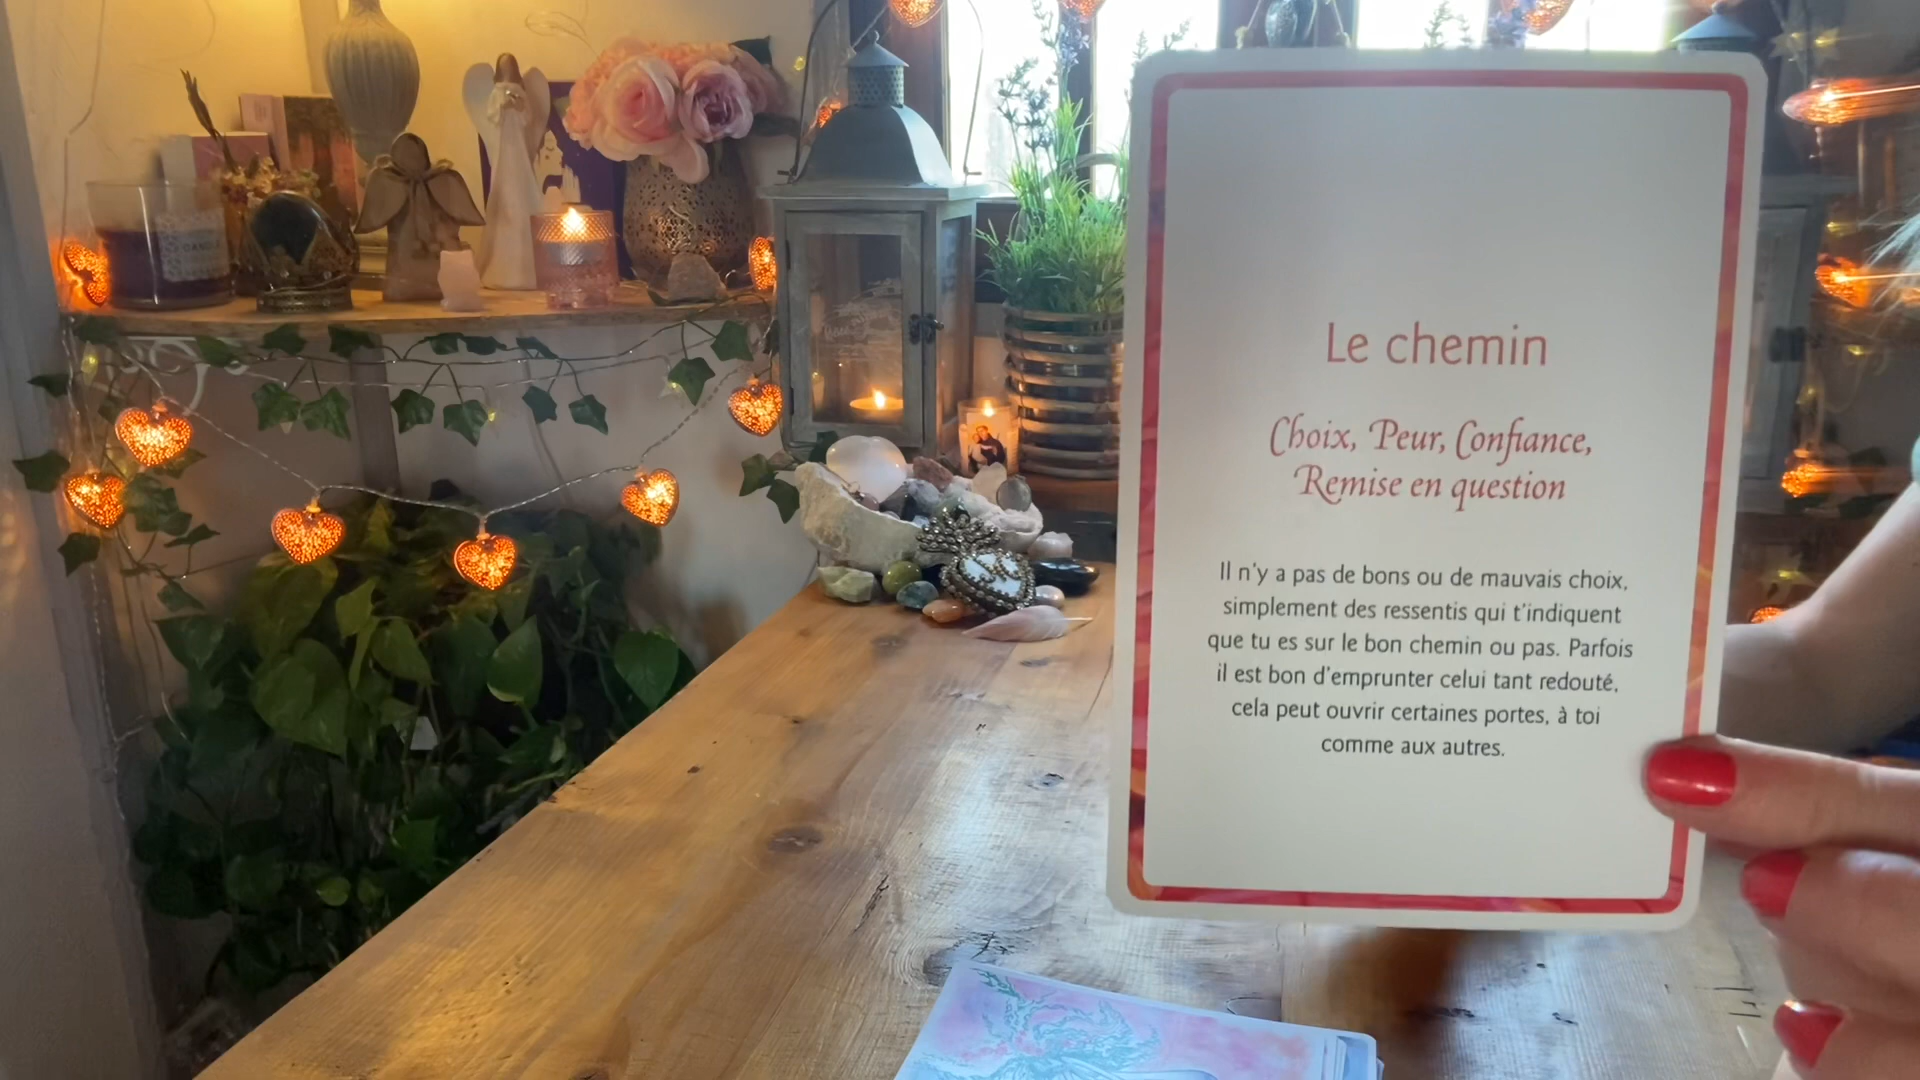 Le chemin
Choix, Peur, Confiance,
Remise en question
Il n'y a pas de bons ou de mauvais choix,
simplement des ressentis qui t'indiquent
que tu es sur le bon chemin ou pas. Parfois
il est bon d'emprunter celui tant redouté,
cela peut ouvrir certaines portes, à toi
comme aux autres.
CANDLE